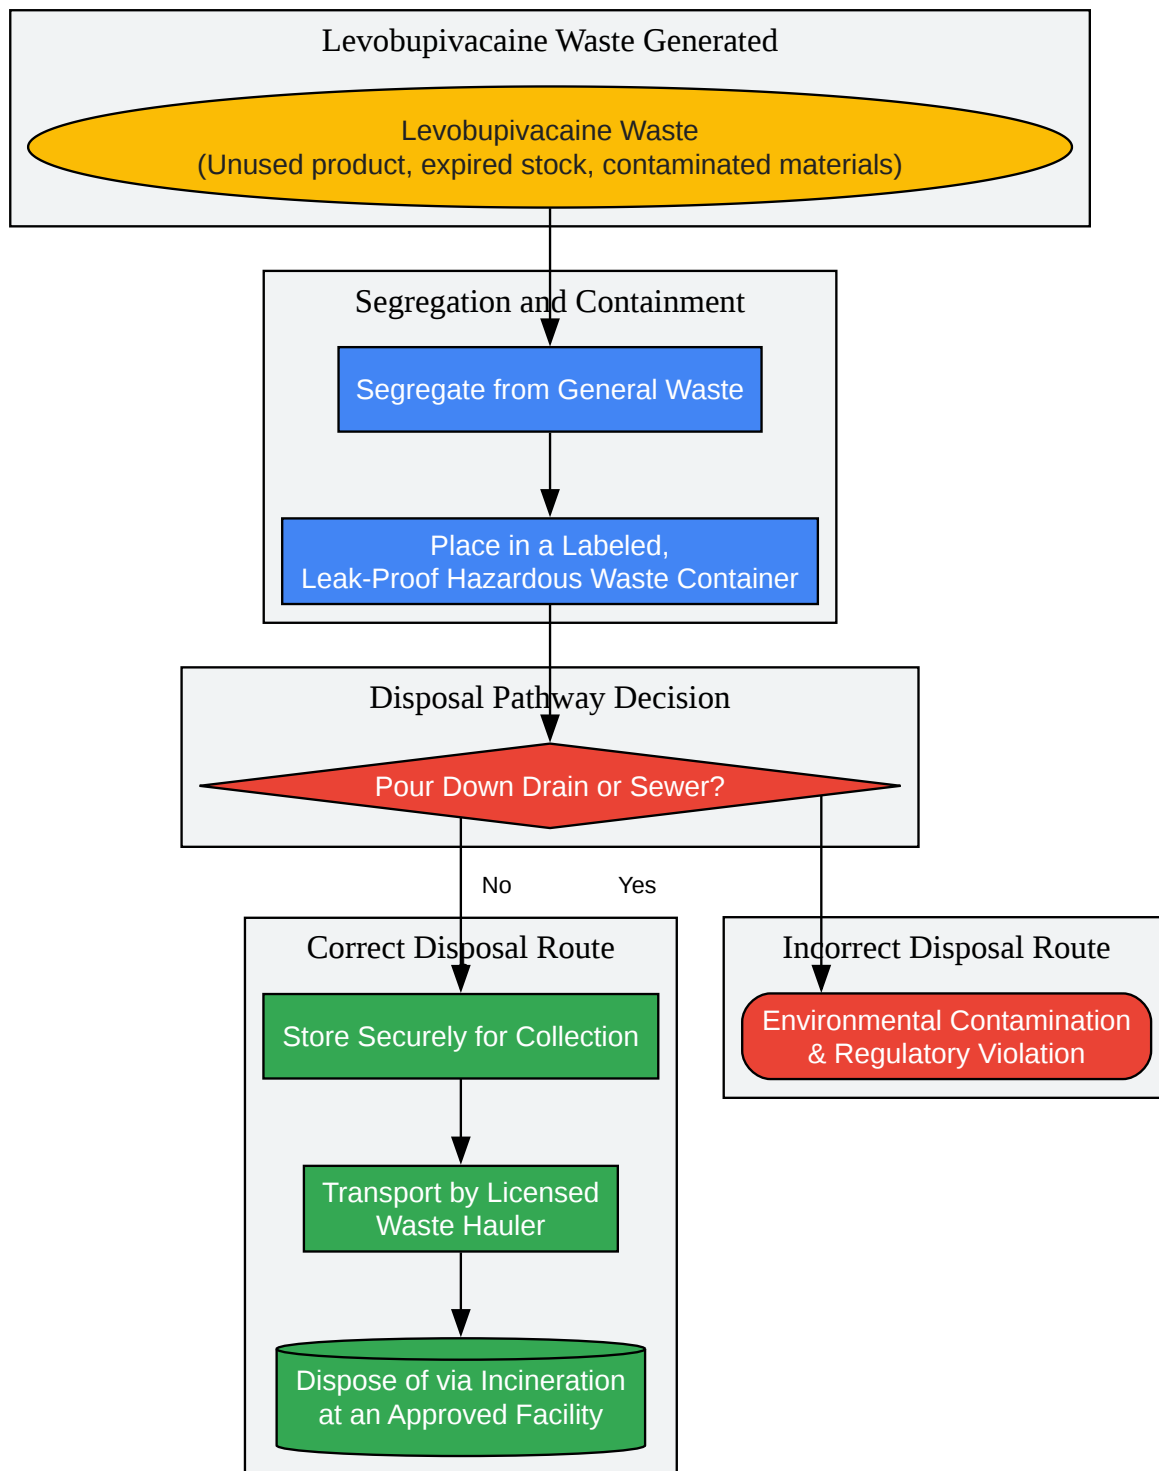 Levobupivacaine Waste Generated
Levobupivacaine Waste
(Unused product, expired stock, contaminated materials)
Segregation and Containment
Segregate from General Waste
Place in a Labeled,
Leak-Proof Hazardous Waste Container
Disposal Pathway Decision
Pour Down Drain or Sewer?
No
Yes
Correct Disposal Route
Store Securely for Collection
Transport by Licensed
Waste Hauler
Dispose of via Incineration
at an Approved Facility
Incorrect Disposal Route
Environmental Contamination
& Regulatory Violation